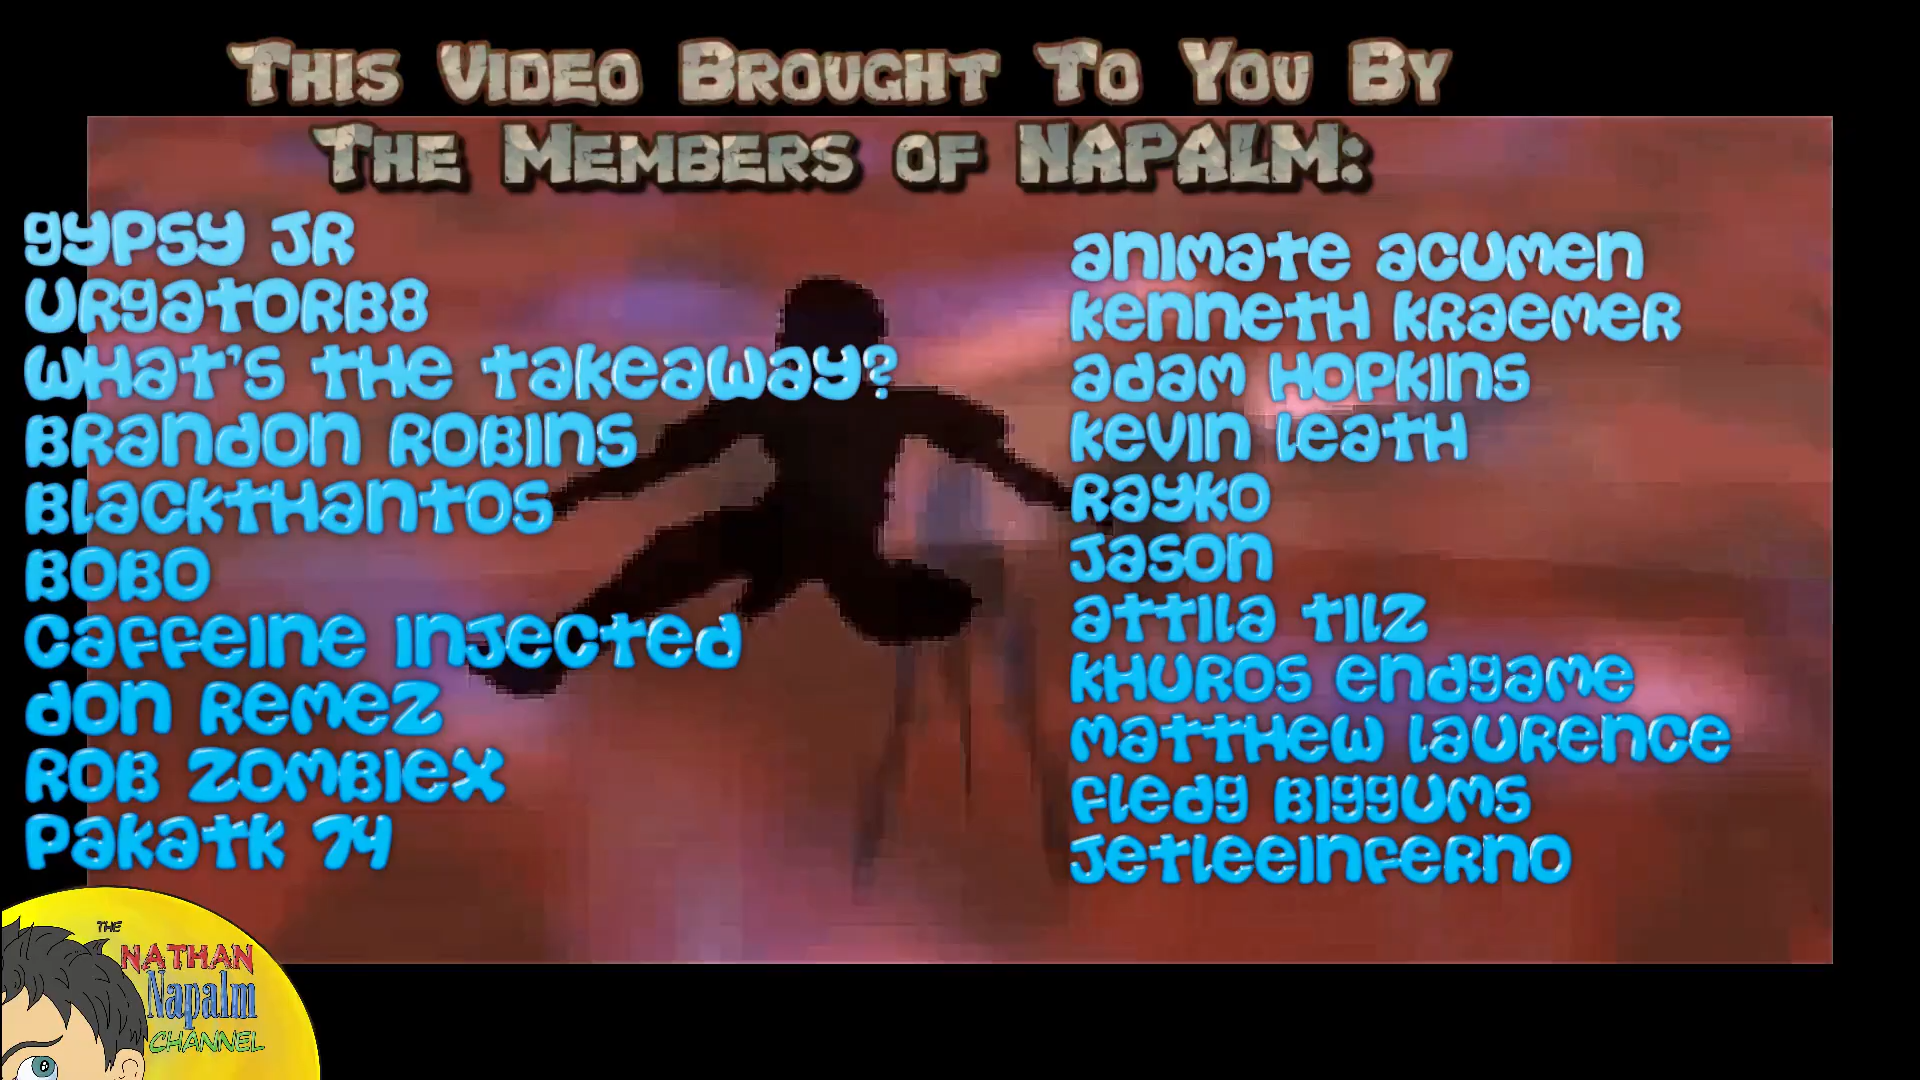 This Video Brought To You By
The Members of NAPALM:
Gypsy Jr
Urgatorb8
What's the Takeaway?
Brandon Robins
Blackthantos
Bobo
Caffeine Injected
Don Remez
Rob Zombiex
Pakatk 74
Animate Acumen
Kenneth Kraemer
Adam Hopkins
Kevin Leath
Rayko
Jason
Attila Tilz
Khuros Endgame
Matthew Laurence
Fledg Biggums
Jetleeinferno
THE
NATHAN
Napalm
CHANNEL